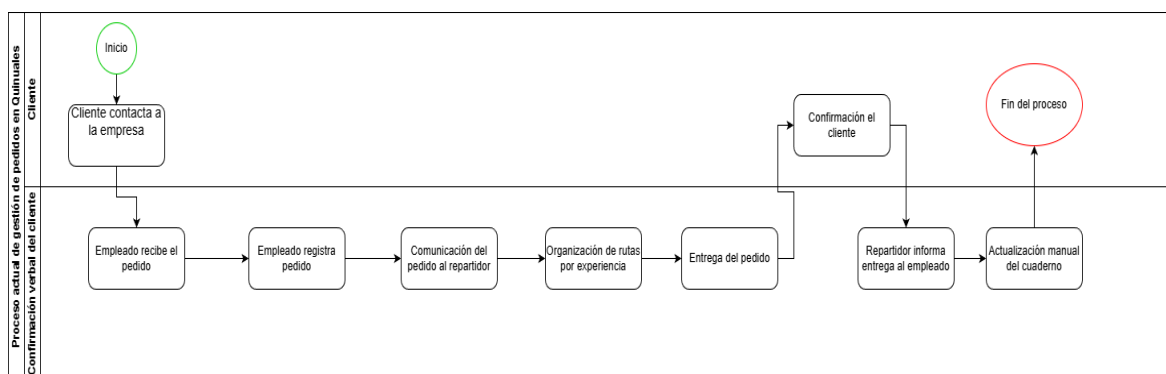 Proceso actual de gestión de pedidos en Quinuales
Cliente
Inicio
Cliente contacta a
la empresa
Confirmación el
cliente
Fin del proceso
Confirmación verbal del cliente
Empleado recibe el
pedido
Empleado registra
pedido
Comunicación del
pedido al repartidor
Organización de rutas
por experiencia
Entrega del pedido
Repartidor informa
entrega al empleado
Actualización manual
del cuaderno